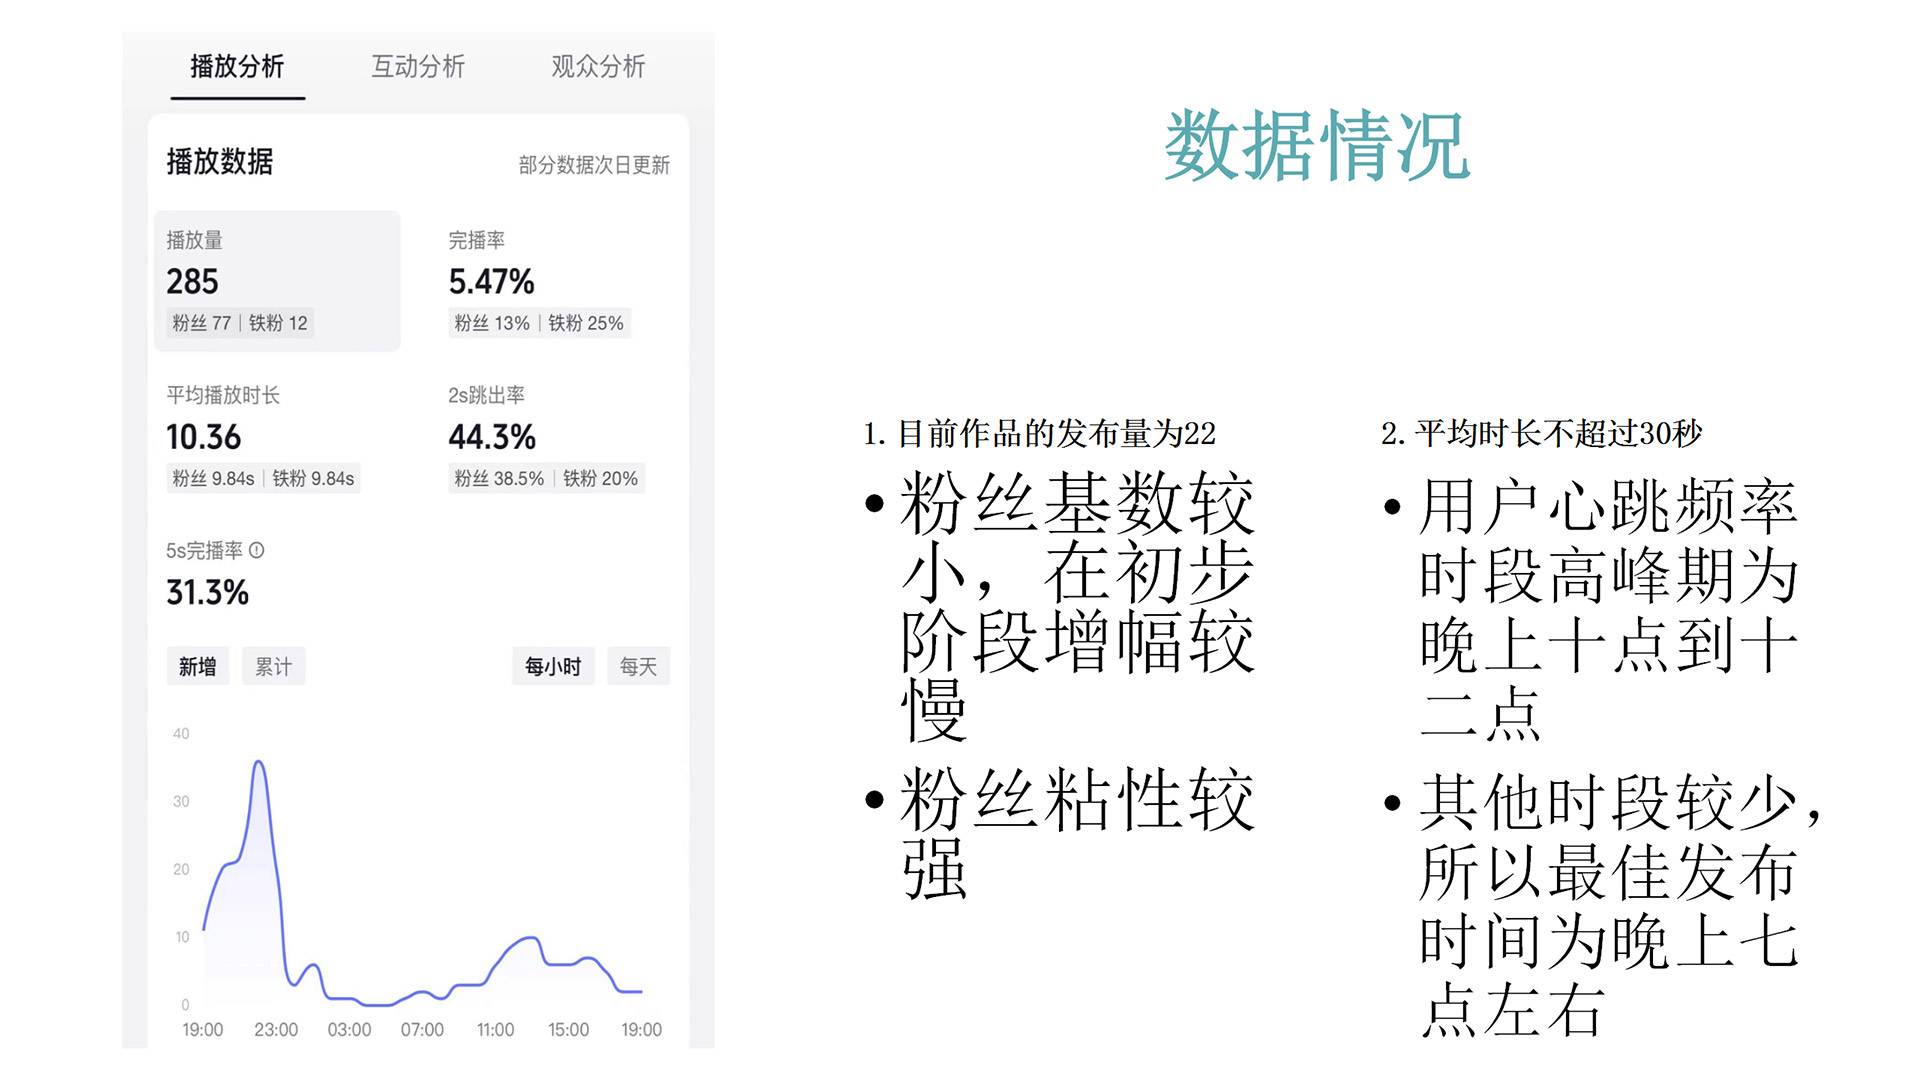 播放分析 互动分析 观众分析
播放数据 部分数据次日更新
播放量 完播率
285 5.47%
粉丝 77 | 铁粉 12 粉丝 13% | 铁粉 25%
平均播放时长 2s跳出率
10.36 44.3%
粉丝 9.84s | 铁粉 9.84s 粉丝 38.5% | 铁粉 20%
5s完播率
31.3%
新增 累计 每小时 每天
40
30
20
10
0
19:00 23:00 03:00 07:00 11:00 15:00 19:00
数据情况
1. 目前作品的发布量为22
• 粉丝基数较
小，在初步
阶段增幅较
慢
• 粉丝粘性较
强
2. 平均时长不超过30秒
• 用户心跳频率
时段高峰期为
晚上十点到十
二点
• 其他时段较少，
所以最佳发布
时间为晚上七
点左右